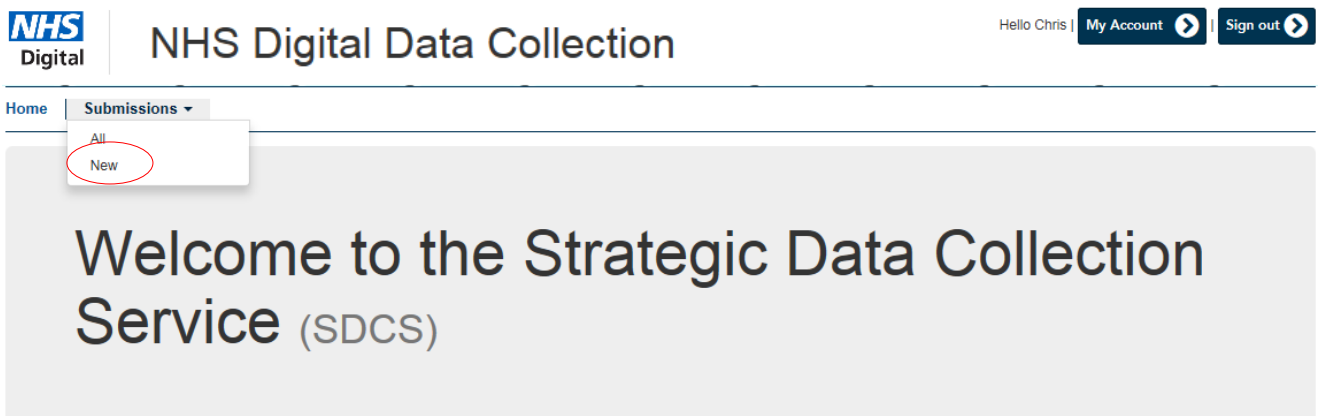 NHS
Digital
NHS Digital Data Collection
Hello Chris | My Account | Sign out
Home | Submissions
All
New
Welcome to the Strategic Data Collection
Service (SDCS)